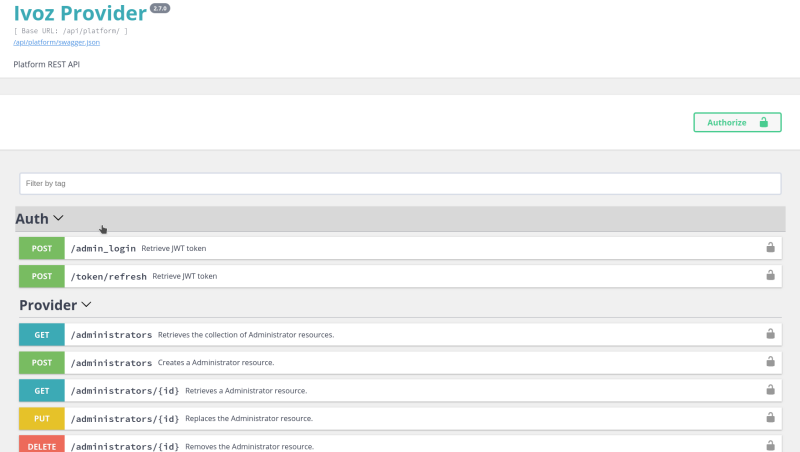 Ivoz Provider 2.7.0
[ Base URL: /api/platform/ ]
/api/platform/swagger.json
Platform REST API
Authorize
Filter by tag
Auth
POST /admin_login Retrieve JWT token
POST /token/refresh Retrieve JWT token
Provider
GET /administrators Retrieves the collection of Administrator resources.
POST /administrators Creates a Administrator resource.
GET /administrators/{id} Retrieves a Administrator resource.
PUT /administrators/{id} Replaces the Administrator resource.
DELETE /administrators/{id} Removes the Administrator resource.